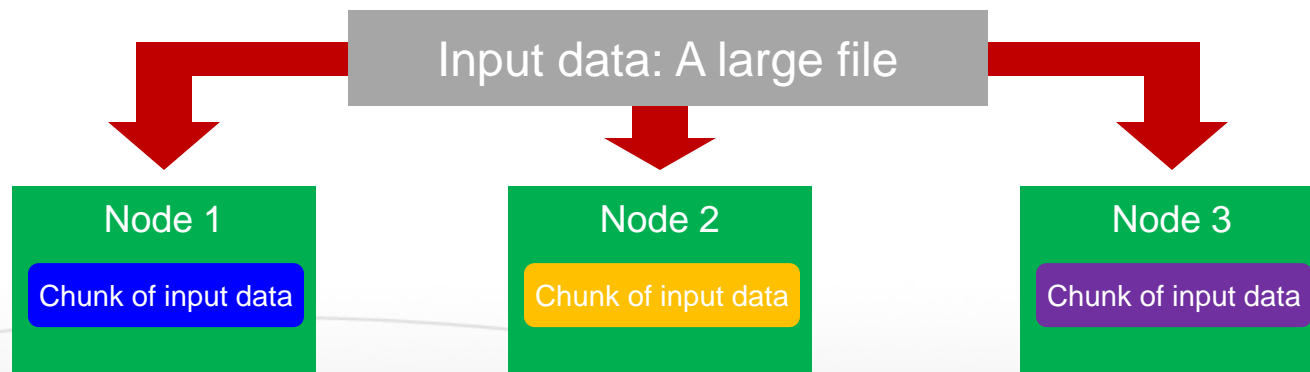 Input data: A large file
Node 1
Node 2
Node 3
Chunk of input data
Chunk of input data
Chunk of input data